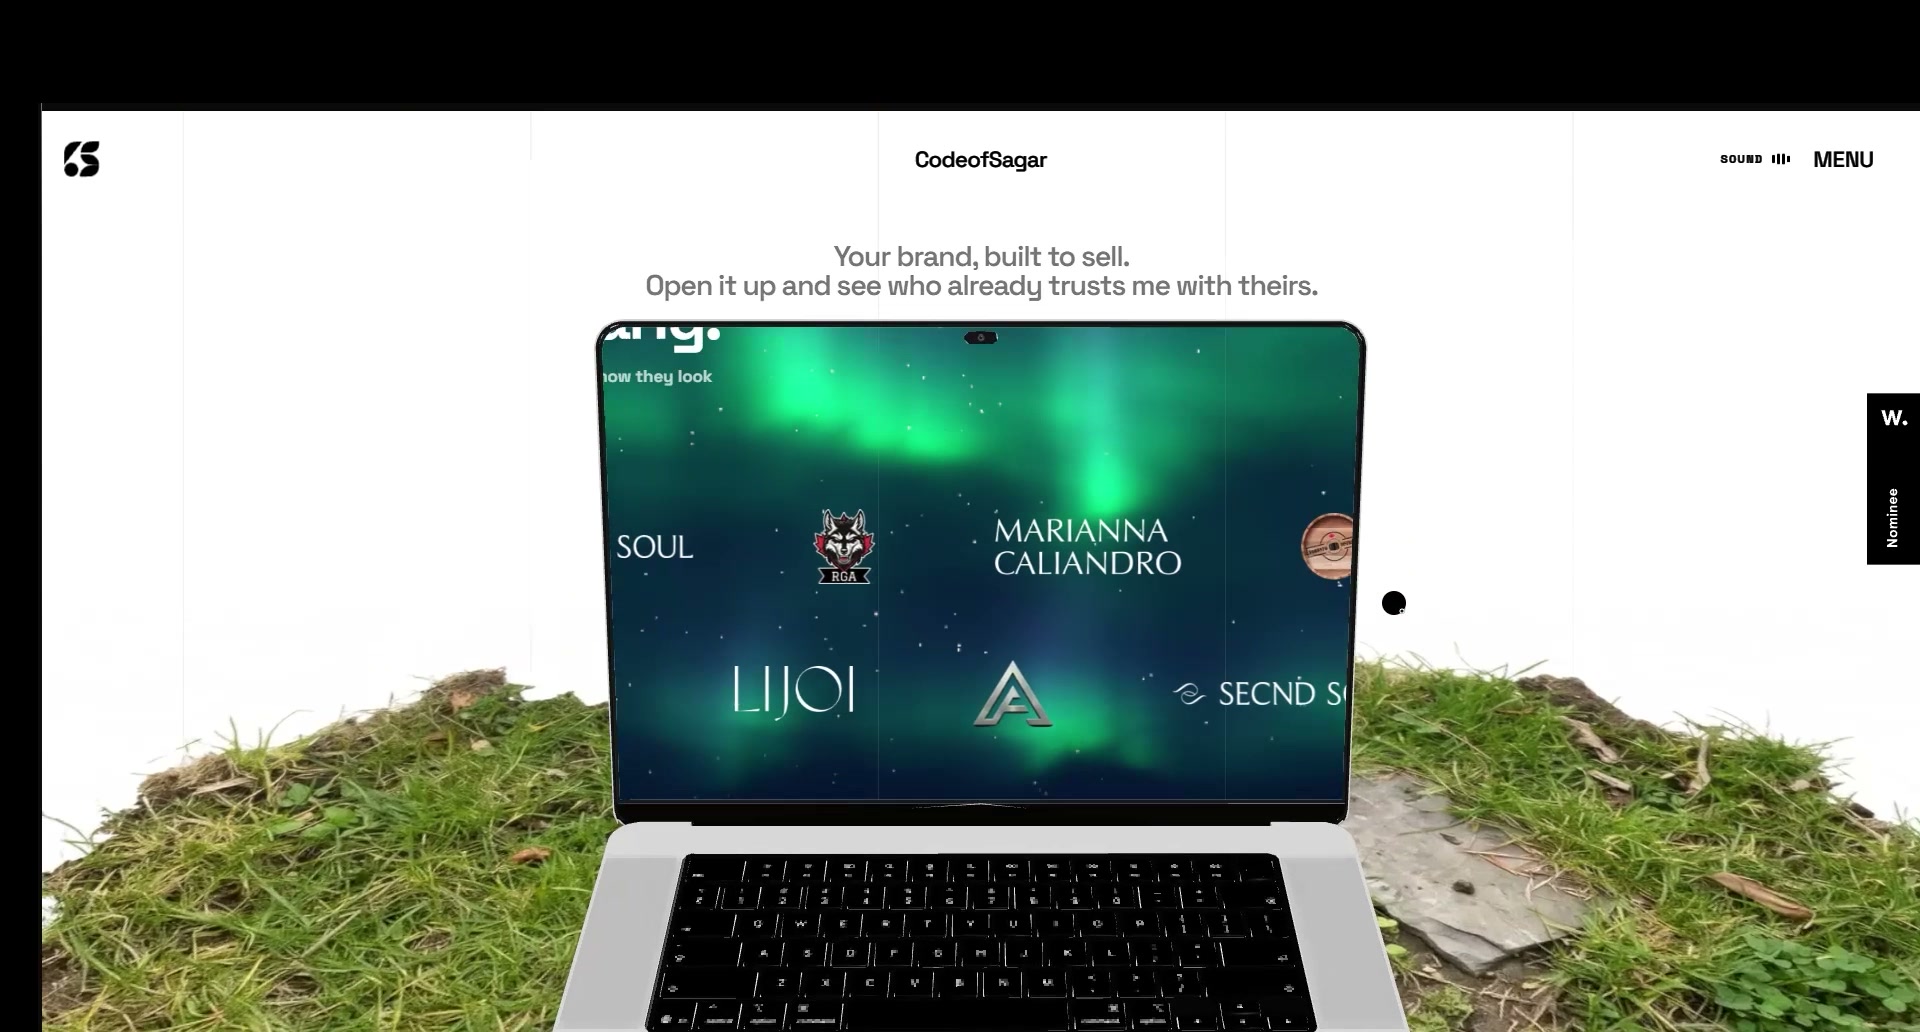 CodeofSagar
SOUND
MENU
Your brand, built to sell.
Open it up and see who already trusts me with theirs.
now they look
W.
Nominee
SOUL
RGA
MARIANNA
CALIANDRO
LIJOI
SECND
Q W E R T Y U I O P
A S D F G H J K L
Z X C V B N M